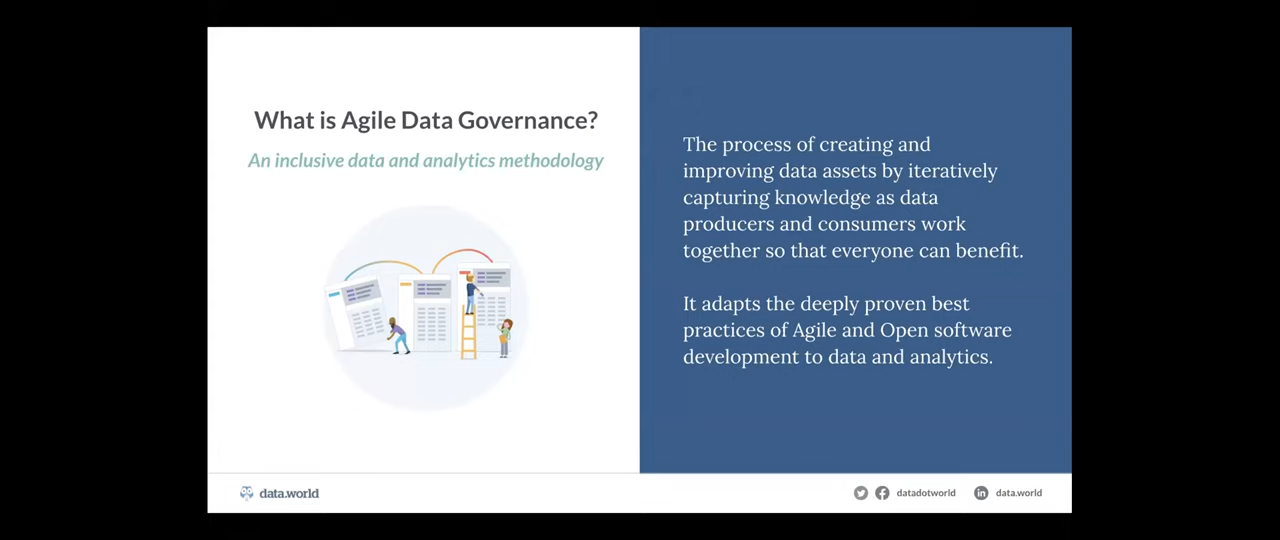 What is Agile Data Governance?
An inclusive data and analytics methodology
The process of creating and
improving data assets by iteratively
capturing knowledge as data
producers and consumers work
together so that everyone can benefit.
It adapts the deeply proven best
practices of Agile and Open software
development to data and analytics.
data.world
datadotworld
data.world